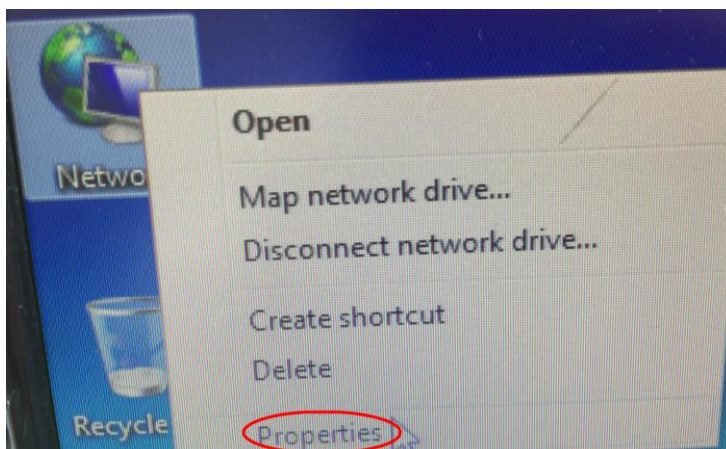 Open
Netwo
Map network drive...
Disconnect network drive...
Create shortcut
Delete
Recycle
Properties